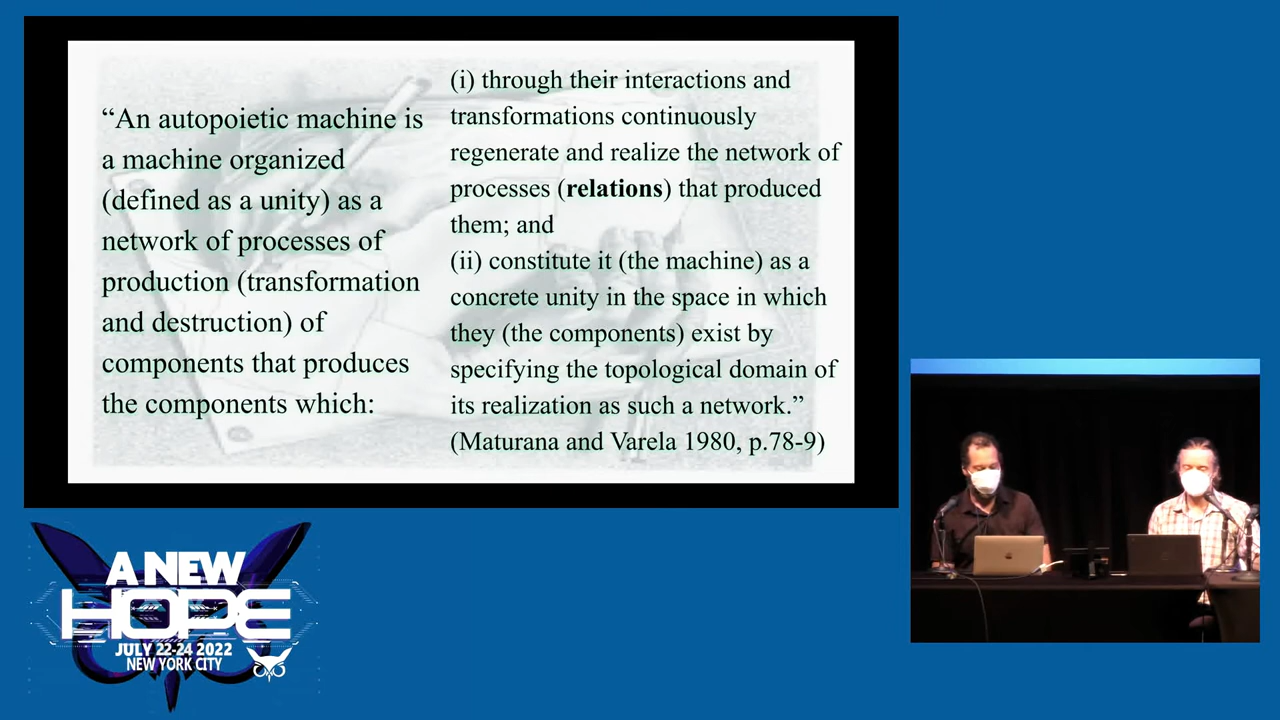 “An autopoietic machine is
a machine organized
(defined as a unity) as a
network of processes of
production (transformation
and destruction) of
components that produces
the components which:
(i) through their interactions and
transformations continuously
regenerate and realize the network of
processes (relations) that produced
them; and
(ii) constitute it (the machine) as a
concrete unity in the space in which
they (the components) exist by
specifying the topological domain of
its realization as such a network.”
(Maturana and Varela 1980, p.78-9)
A NEW
HOPE
JULY 22-24 2022
NEW YORK CITY